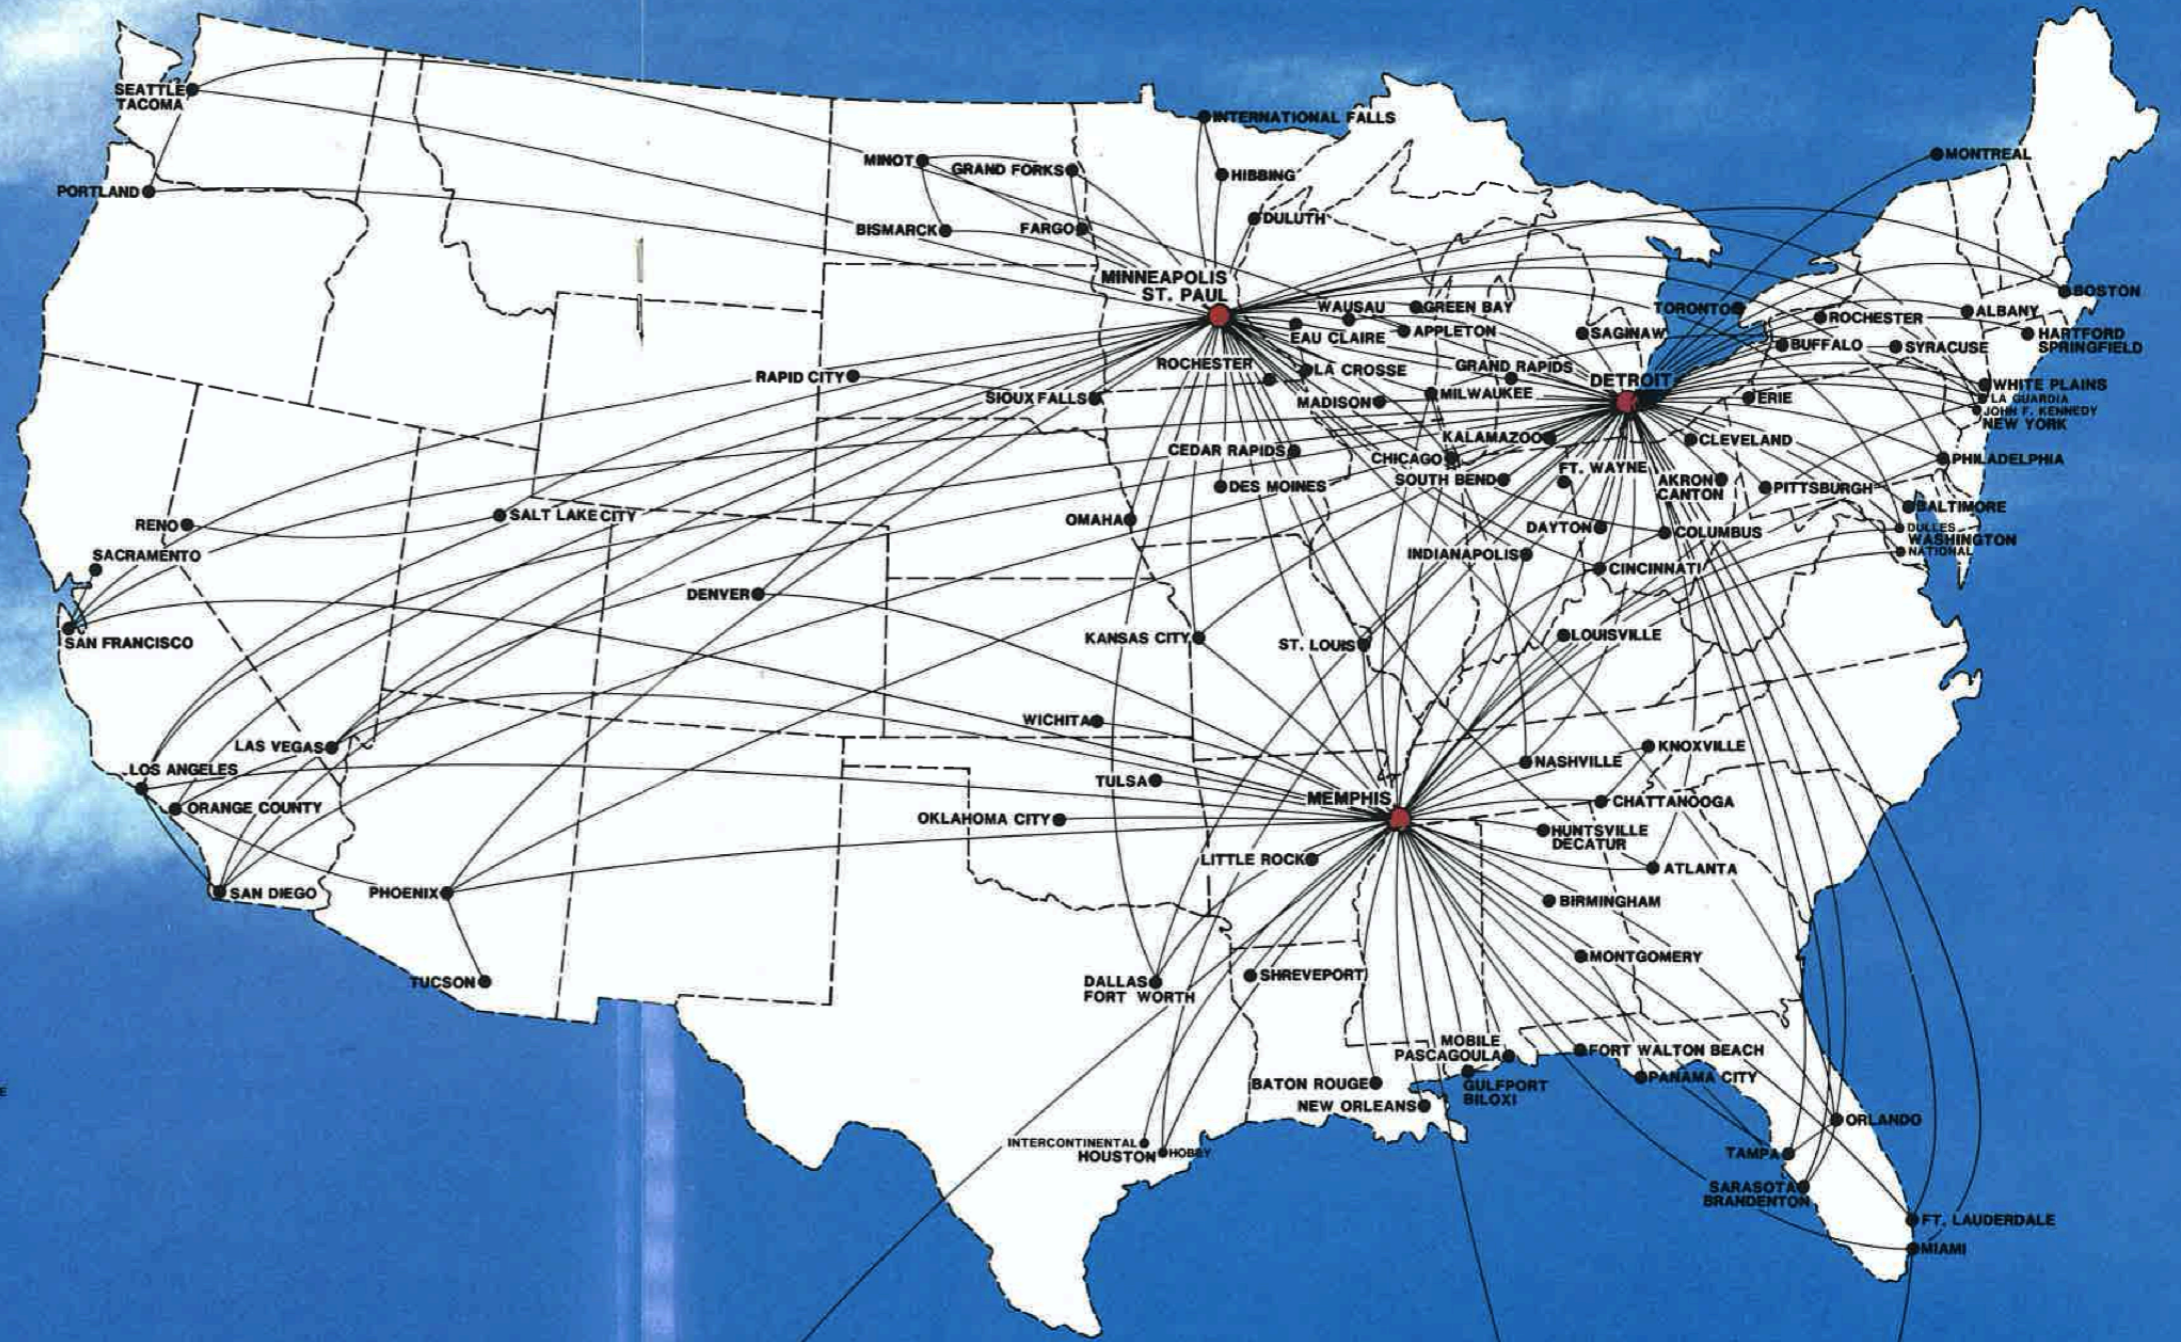 SEATTLE
TACOMA
PORTLAND
MINOT
GRAND FORKS
BISMARCK
FARGO
INTERNATIONAL FALLS
HIBBING
DULUTH
MINNEAPOLIS
ST. PAUL
MONTREAL
BOSTON
WAUSAU
GREEN BAY
EAU CLAIRE
APPLETON
SAGINAW
TORONTO
ROCHESTER
ALBANY
HARTFORD
SPRINGFIELD
BUFFALO
SYRACUSE
ROCHESTER
LA CROSSE
GRAND RAPIDS
DETROIT
RAPID CITY
SIOUX FALLS
MADISON
MILWAUKEE
ERIE
WHITE PLAINS
LA GUARDIA
JOHN F. KENNEDY
NEW YORK
KALAMAZOO
CLEVELAND
CEDAR RAPIDS
CHICAGO
PHILADELPHIA
FT. WAYNE
SOUTH BEND
AKRON
CANTON
PITTSBURGH
DES MOINES
BALTIMORE
RENO
SALT LAKE CITY
OMAHA
DAYTON
COLUMBUS
DULLES
WASHINGTON
NATIONAL
SACRAMENTO
INDIANAPOLIS
CINCINNATI
DENVER
SAN FRANCISCO
KANSAS CITY
ST. LOUIS
LOUISVILLE
WICHITA
LAS VEGAS
KNOXVILLE
NASHVILLE
LOS ANGELES
TULSA
MEMPHIS
ORANGE COUNTY
CHATTANOOGA
OKLAHOMA CITY
HUNTSVILLE
DECATUR
LITTLE ROCK
ATLANTA
SAN DIEGO
PHOENIX
BIRMINGHAM
MONTGOMERY
TUCSON
DALLAS
FORT WORTH
SHREVEPORT
MOBILE
PASCAGOULA
FORT WALTON BEACH
PANAMA CITY
BATON ROUGE
GULFPORT
BILOXI
NEW ORLEANS
E
ORLANDO
INTERCONTINENTAL
HOUSTON
HOBBY
TAMPA
SARASOTA
BRANDENTON
FT. LAUDERDALE
MIAMI